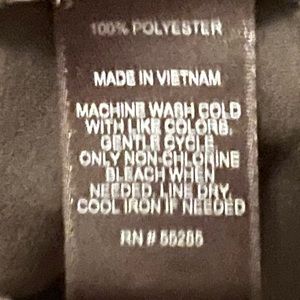 100% POLYESTER
MADE IN VIETNAM
MACHINE WASH COLD
WITH LIKE COLORS,
GENTLE CYCLE
ONLY NON-CHLORINE
BLEACH WHEN
NEEDED, LINE DRY,
COOL IRON IF NEEDED
RN # 55285